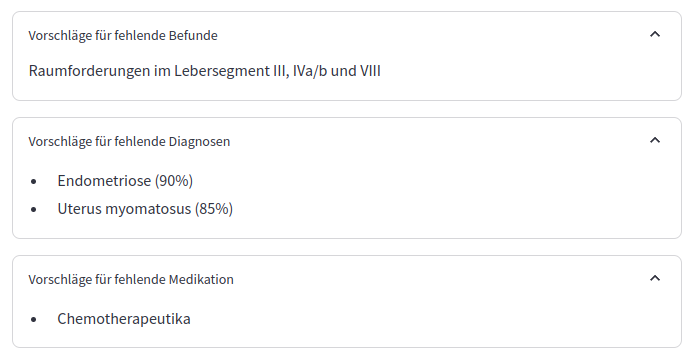 Vorschläge für fehlende Befunde
Raumforderungen im Lebersegment III, IVa/b und VIII
Vorschläge für fehlende Diagnosen
• Endometriose (90%)
• Uterus myomatosus (85%)
Vorschläge für fehlende Medikation
• Chemotherapeutika